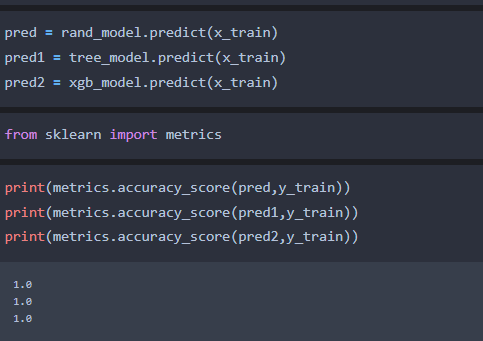 pred = rand_model.predict(x_train)
pred1 = tree_model.predict(x_train)
pred2 = xgb_model.predict(x_train)
from sklearn import metrics
print(metrics.accuracy_score(pred,y_train))
print(metrics.accuracy_score(pred1,y_train))
print(metrics.accuracy_score(pred2,y_train))
1.0
1.0
1.0